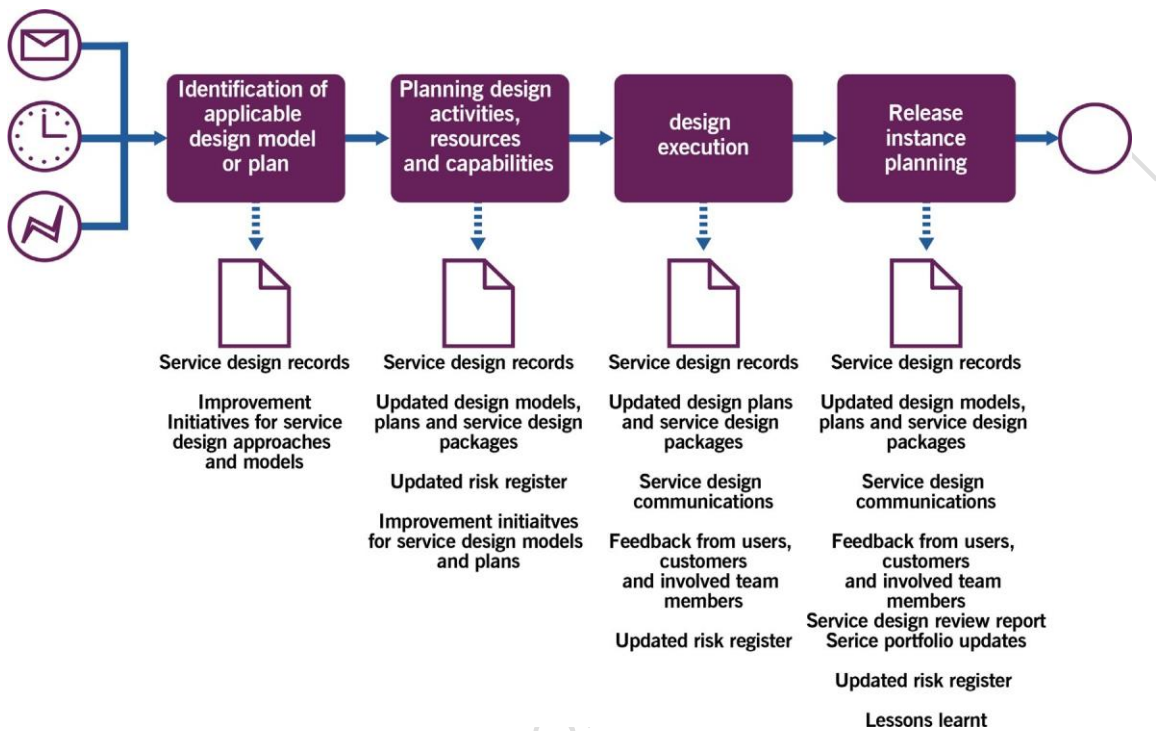 Identification of
applicable
design model
or plan
Planning design
activities,
resources
and capabilities
design
execution
Release
instance
planning
Service design records
Improvement
Initiatives for service
design approaches
and models
Service design records
Updated design models,
plans and service design
packages
Updated risk register
Improvement initiaitves
for service design models
and plans
Service design records
Updated design plans
and service design
packages
Service design
communications
Feedback from users,
customers
and involved team
members
Updated risk register
Service design records
Updated design models,
plans and service design
packages
Service design
communications
Feedback from users,
customers
and involved team
members
Service design review report
Serice portfolio updates
Updated risk register
Lessons learnt